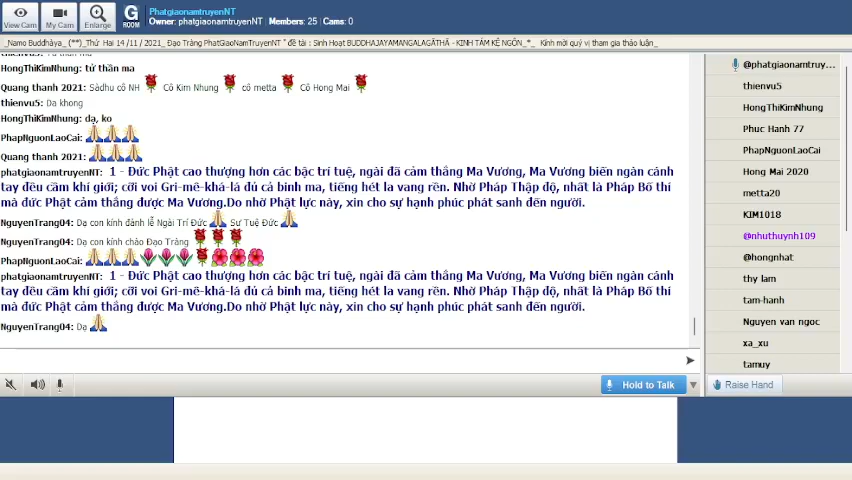 PhatgiaonamtruyenNT
Owner: phatgiaonamtruyenNT Members: 25 Cams: 0
View Cam
My Cam
Enlarge
G
ROOM
_Namo Buddhàya_ (**)_Thứ Hai 14 /11 / 2021_ Đạo Tràng PhatGiaoNamTruyenNT " đề tài : Sinh Hoạt BUDDHAJAYAMANGALAGĀTHĀ - KINH TÁM KỆ NGÔN_*_ Kính mời quý vị tham gia thảo luận_
HongThiKimNhung: tử thần ma
Quang thanh 2021: Sàdhu cô NH Cô Kim Nhung cô metta Cô Hong Mai
thienvu5: Da khong
HongThiKimNhung: dạ, ko
PhapNguonLaoCai:
Quang thanh 2021:
phatgiaonamtruyenNT: 1 - Đức Phật cao thượng hơn các bậc trí tuệ, ngài đã cảm thắng Ma Vương, Ma Vương biến ngàn cánh
tay đều cầm khí giới; cỡi voi Gri-mê-khá-lá đủ cả binh ma, tiếng hét la vang rền. Nhờ Pháp Thập độ, nhất là Pháp Bố thí
mà đức Phật cảm thắng được Ma Vương.Do nhờ Phật lực này, xin cho sự hạnh phúc phát sanh đến người.
NguyenTrang04: Dạ con kính đảnh lễ Ngài Trí Đức Sư Tuệ Đức
NguyenTrang04: Dạ con kính chào Đạo Tràng
PhapNguonLaoCai:
phatgiaonamtruyenNT: 1 - Đức Phật cao thượng hơn các bậc trí tuệ, ngài đã cảm thắng Ma Vương, Ma Vương biến ngàn cánh
tay đều cầm khí giới; cỡi voi Gri-mê-khá-lá đủ cả binh ma, tiếng hét la vang rền. Nhờ Pháp Thập độ, nhất là Pháp Bố thí
mà đức Phật cảm thắng được Ma Vương.Do nhờ Phật lực này, xin cho sự hạnh phúc phát sanh đến người.
NguyenTrang04: Dạ
@phatgiaonamtruy...
thienvu5
HongThiKimNhung
Phuc Hanh 77
PhapNguonLaoCai
Hong Mai 2020
metta20
KIM1018
@nhuthuynh109
@hongnhat
thy lam
tam-hanh
Nguyen van ngoc
xa_xu
tamuy
Hold to Talk
Raise Hand